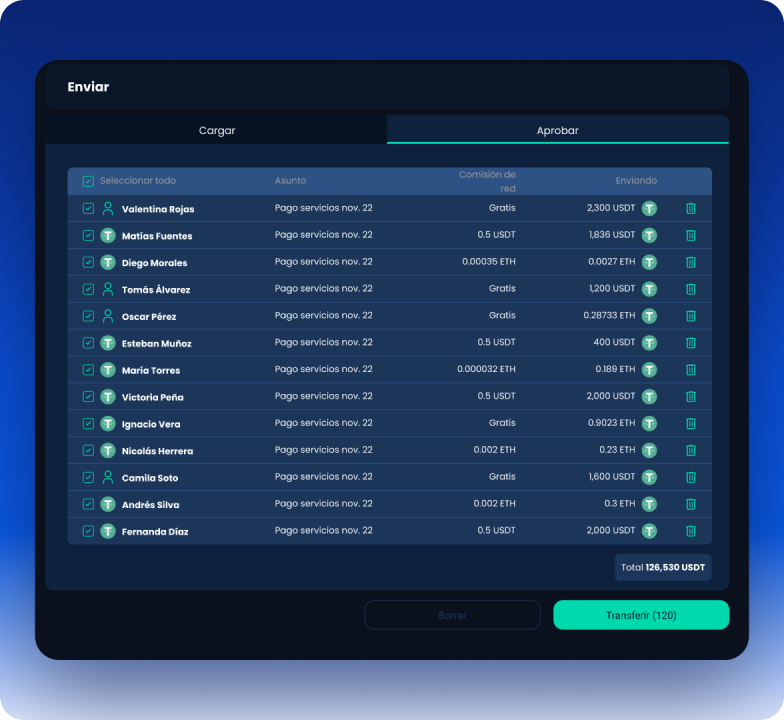 Enviar
Cargar Aprobar
Seleccionar todo Asunto Comisión de red Enviando
Valentina Rojas Pago servicios nov. 22 Gratis 2,300 USDT
Matías Fuentes Pago servicios nov. 22 0.5 USDT 1,836 USDT
Diego Morales Pago servicios nov. 22 0.00035 ETH 0.0027 ETH
Tomás Álvarez Pago servicios nov. 22 Gratis 1,200 USDT
Oscar Pérez Pago servicios nov. 22 Gratis 0.28733 ETH
Esteban Muñoz Pago servicios nov. 22 0.5 USDT 400 USDT
María Torres Pago servicios nov. 22 0.000032 ETH 0.189 ETH
Victoria Peña Pago servicios nov. 22 0.5 USDT 2,000 USDT
Ignacio Vera Pago servicios nov. 22 Gratis 0.9023 ETH
Nicolás Herrera Pago servicios nov. 22 0.002 ETH 0.23 ETH
Camila Soto Pago servicios nov. 22 Gratis 1,600 USDT
Andrés Silva Pago servicios nov. 22 0.002 ETH 0.3 ETH
Fernanda Díaz Pago servicios nov. 22 0.5 USDT 2,000 USDT
Total 126,530 USDT
Borrar Transferir (120)